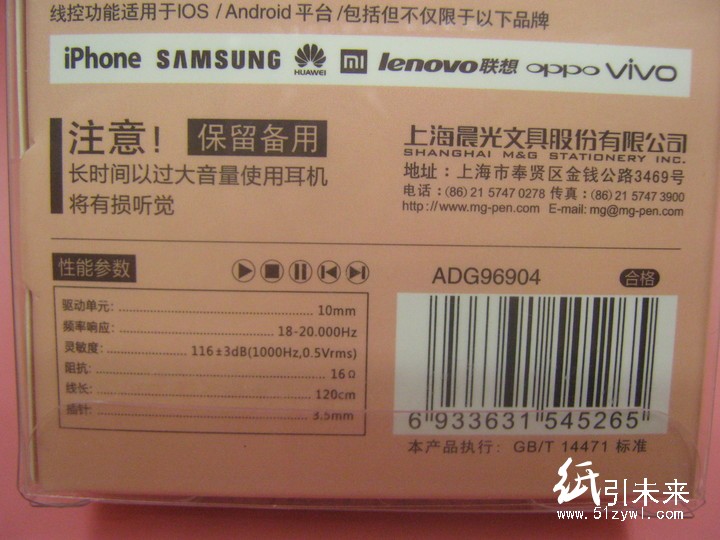 线控功能适用于IOS / Android 平台 /包括但不仅限于以下品牌
iPhone SAMSUNG HUAWEI mi lenovo联想 oppo vivo
注意! 保留备用
长时间以过大音量使用耳机
将有损听觉
上海晨光文具股份有限公司
SHANGHAI M&G STATIONERY INC.
地址：上海市奉贤区金钱公路3469号
电话：(86) 21 5747 0278 传真：(86) 21 5747 3900
http://www.mg-pen.com E-mail: mg@mg-pen.com
性能参数
驱动单元: 10mm
频率响应: 18-20.000Hz
灵敏度: 116±3dB(1000Hz,0.5Vrms)
阻抗: 16Ω
线长: 120cm
插针: 3.5mm
ADG96904 合格
6 933631 545265
本产品执行：GB/T 14471 标准
纸引未来
www.51zywl.com